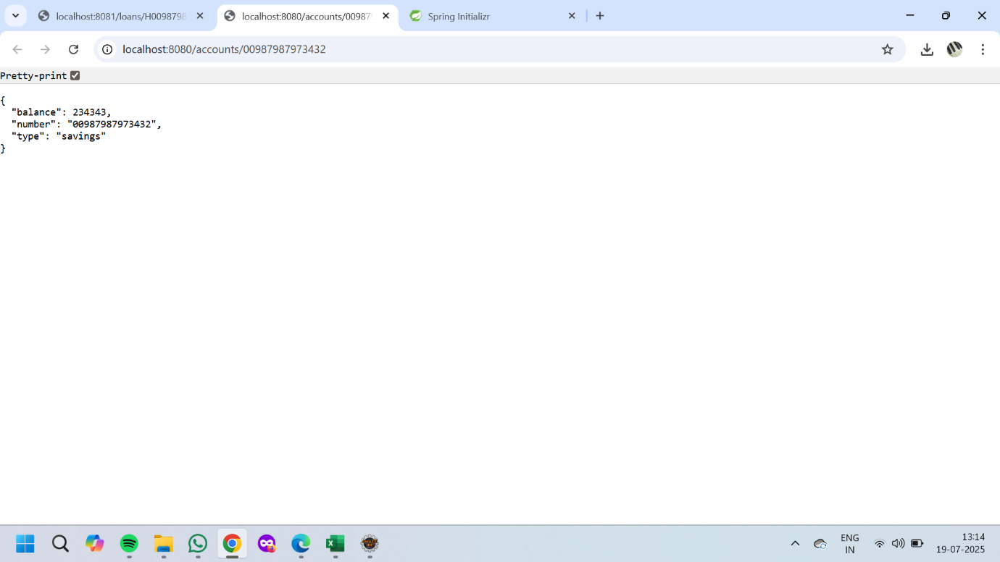 localhost:8081/loans/H0098798
localhost:8080/accounts/00987
Spring Initializr
localhost:8080/accounts/00987987973432
Pretty-print
{
"balance": 234343,
"number": "00987987973432",
"type": "savings"
}
ENG
IN
13:14
19-07-2025